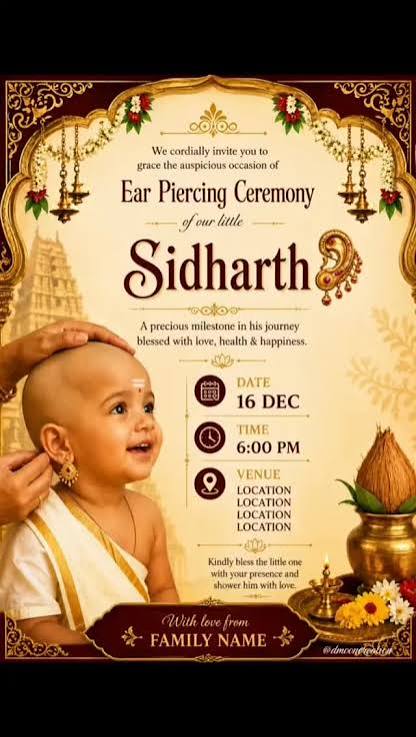 We cordially invite you to
grace the auspicious occasion of
Ear Piercing Ceremony
of our little
Sidharth
A precious milestone in his journey
blessed with love, health & happiness.
DATE
16 DEC
TIME
6:00 PM
VENUE
LOCATION
LOCATION
LOCATION
LOCATION
Kindly bless the little one
with your presence and
shower him with love.
With love from
FAMILY NAME